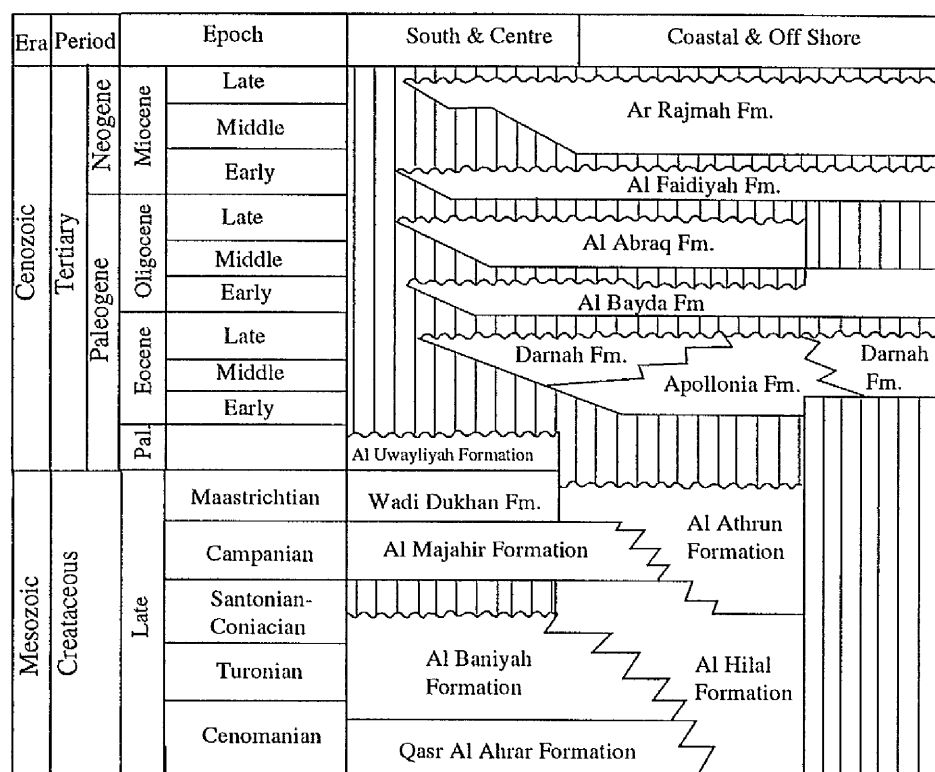 Era Period Epoch South & Centre Coastal & Off Shore
Cenozoic
Tertiary
Neogene
Miocene
Late
Middle
Early
Ar Rajmah Fm.
Al Faidiyah Fm.
Paleogene
Oligocene
Late
Middle
Early
Al Abraq Fm.
Al Bayda Fm
Eocene
Late
Middle
Early
Darnah Fm.
Apollonia Fm.
Darnah
Fm.
Pal.
Al Uwayliyah Formation
Mesozoic
Creataceous
Late
Maastrichtian
Wadi Dukhan Fm.
Campanian
Al Majahir Formation
Al Athrun
Formation
Santonian-
Coniacian
Turonian
Al Baniyah
Formation
Al Hilal
Formation
Cenomanian
Qasr Al Ahrar Formation